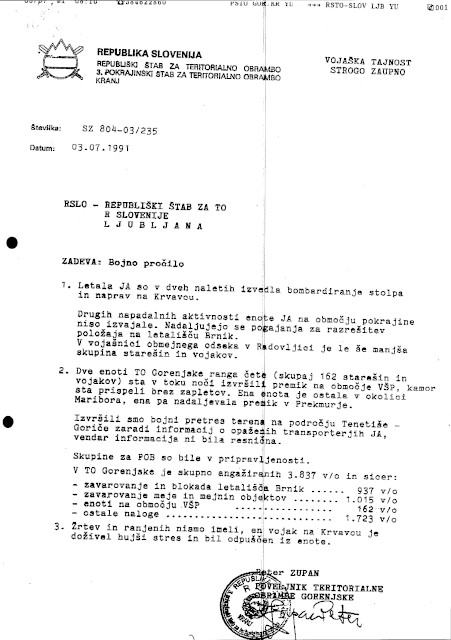 PSTO GOR.KR YU → RSTO-SLOV LJB YU 001
REPUBLIKA SLOVENIJA
REPUBLIŠKI ŠTAB ZA TERITORIALNO OBRAMBO
3. POKRAJINSKI ŠTAB ZA TERITORIALNO OBRAMBO
KRANJ
VOJAŠKA TAJNOST
STROGO ZAUPNO
Številka: SZ 804-03/235
Datum: 03.07.1991
RSLO - REPUBLIŠKI ŠTAB ZA TO
R SLOVENIJE
L J U B L J A N A
ZADEVA: Bojno pročilo
1. Letala JA so v dveh naletih izvedla bombardiranje stolpa
in naprav na Krvavcu.
Drugih napadalnih aktivnosti enote JA na območju pokrajine
niso izvajale. Nadaljujejo se pogajanja za razrešitev
položaja na letališču Brnik.
V vojašnici obmejnega odseka v Radovljici je le še manjša
skupina starešin in vojakov.
2. Dve enoti TO Gorenjske ranga čete (skupaj 162 starešin in
vojakov) sta v toku noči izvršili premik na območje VŠP, kamor
sta prispeli brez zapletov. Ena enota je ostala v okolici
Maribora, ena pa nadaljevala premik v Prekmurje.
Izvršili smo bojni pretres terena na področju Tenetiše -
Goriče zaradi informacij o opaženih transporterjih JA,
vendar informacija ni bila resnična.
Skupine za POB so bile v pripravljenosti.
V TO Gorenjske je skupno angažiranih 3.837 v/o in sicer:
- zavarovanje in blokada letališča Brnik ...... 937 v/o
- zavarovanje meje in mejnih objektov ........ 1.015 v/o
- enoti na območju VŠP .................. 162 v/o
- ostale naloge ............................ 1.723 v/o
3. Žrtev in ranjenih nismo imeli, en vojak na Krvavcu je
doživel hujši stres in bil odpuščen iz enote.
Peter ZUPAN
POVELJNIK TERITORIALNE
OBRAMBE GORENJSKE